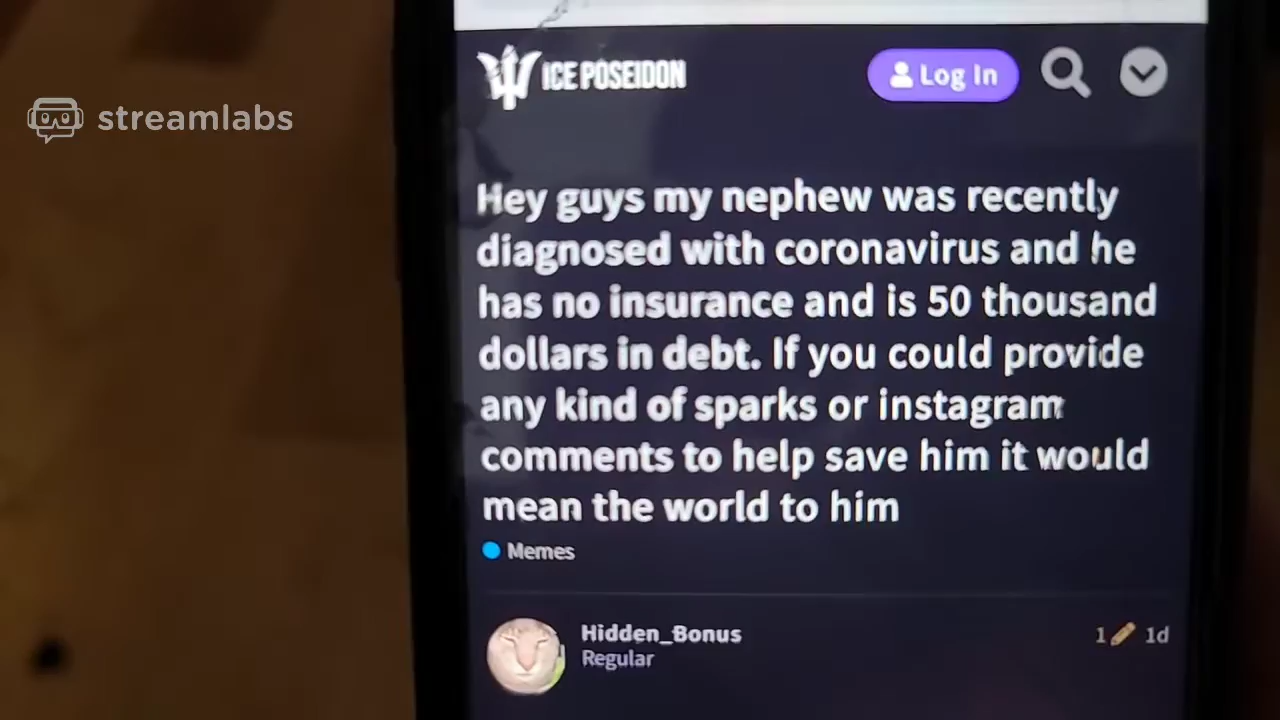 streamlabs
ICE POSEIDON
Log In
Hey guys my nephew was recently
diagnosed with coronavirus and he
has no insurance and is 50 thousand
dollars in debt. If you could provide
any kind of sparks or instagram
comments to help save him it would
mean the world to him
Memes
Hidden_Bonus
Regular
1
1d